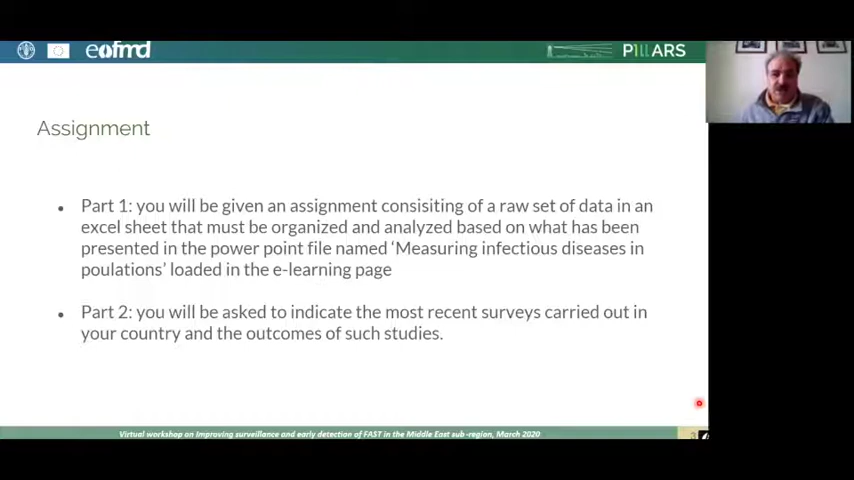 eofmd
PILLARS
Assignment
Part 1: you will be given an assignment consisiting of a raw set of data in an
excel sheet that must be organized and analyzed based on what has been
presented in the power point file named ‘Measuring infectious diseases in
poulations’ loaded in the e-learning page
Part 2: you will be asked to indicate the most recent surveys carried out in
your country and the outcomes of such studies.
Virtual workshop on Improving surveillance and early detection of FAST in the Middle East sub-region, March 2020
3